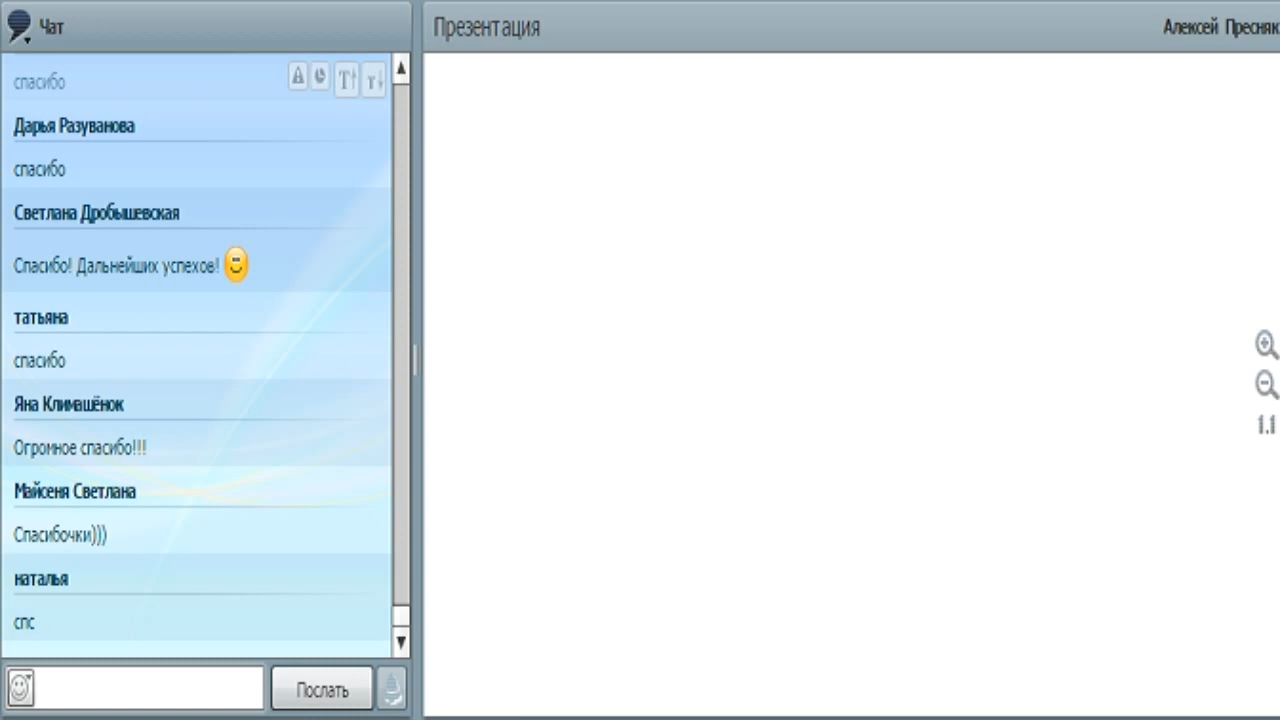 Чат
спасибо
Дарья Разуванова
спасибо
Светлана Дробышевская
Спасибо! Дальнейших успехов!
татьяна
спасибо
Яна Климашёнок
Огромное спасибо!!!
Майсеня Светлана
Спасибочки)))
наталья
спс
Послать
Презентация
Алексей Пресняк
1.1